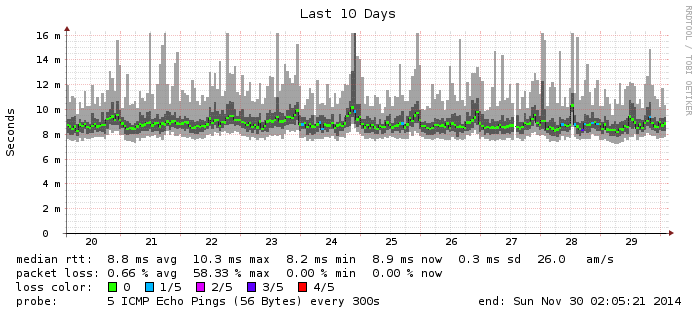 Last 10 Days
RRDTOOL / TOBI OETIKER
Seconds
16 m
14 m
12 m
10 m
8 m
6 m
4 m
2 m
0
20 21 22 23 24 25 26 27 28 29
median rtt: 8.8 ms avg 10.3 ms max 8.2 ms min 8.9 ms now 0.3 ms sd 26.0 am/s
packet loss: 0.66 % avg 58.33 % max 0.00 % min 0.00 % now
loss color: 0 1/5 2/5 3/5 4/5
probe: 5 ICMP Echo Pings (56 Bytes) every 300s end: Sun Nov 30 02:05:21 2014